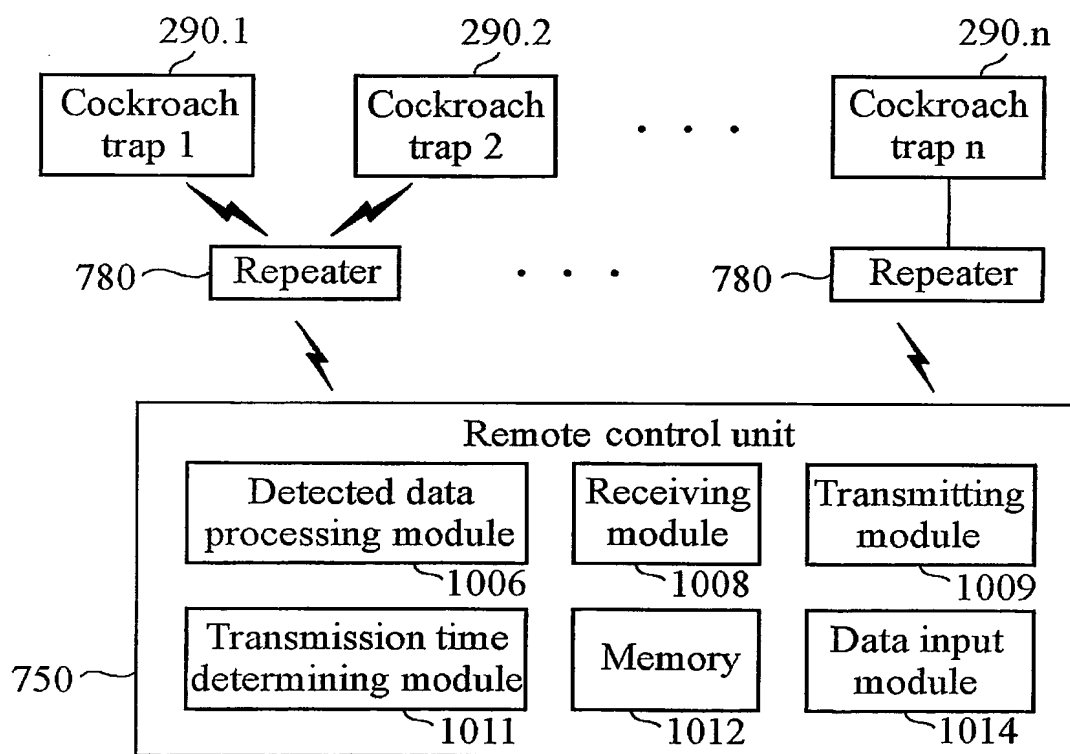 290.1
290.2
290.n
Cockroach
trap 1
Cockroach
trap 2
. . .
Cockroach
trap n
780
Repeater
. . .
780
Repeater
Remote control unit
Detected data
processing module
1006
Receiving
module
1008
Transmitting
module
1009
750
Transmission time
determining module
1011
Memory
1012
Data input
module
1014